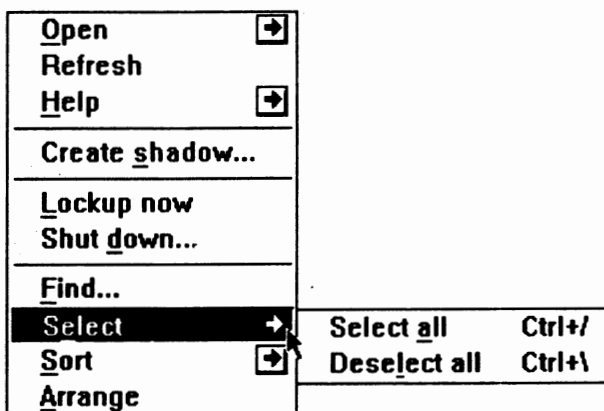 Open
Refresh
Help
Create shadow...
Lockup now
Shut down...
Find...
Select
Select all Ctrl+/
Deselect all Ctrl+\
Sort
Arrange